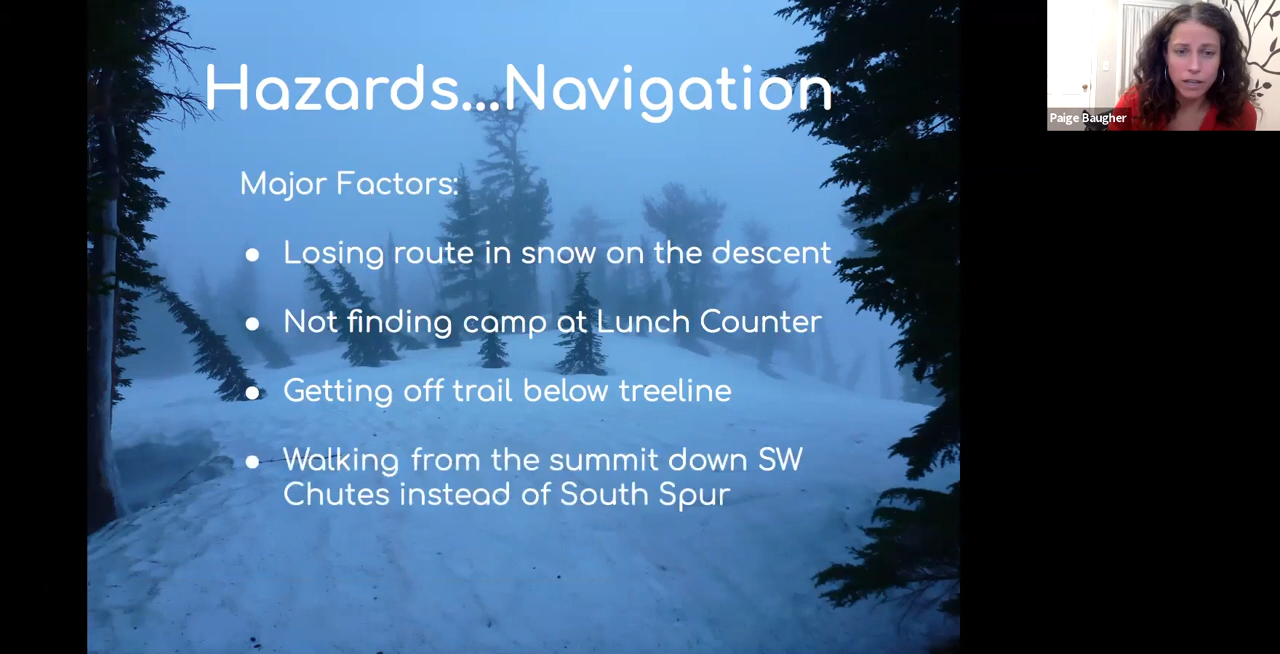 Hazards...Navigation
Paige Baugher
Major Factors:
● Losing route in snow on the descent
● Not finding camp at Lunch Counter
● Getting off trail below treeline
● Walking from the summit down SW
Chutes instead of South Spur